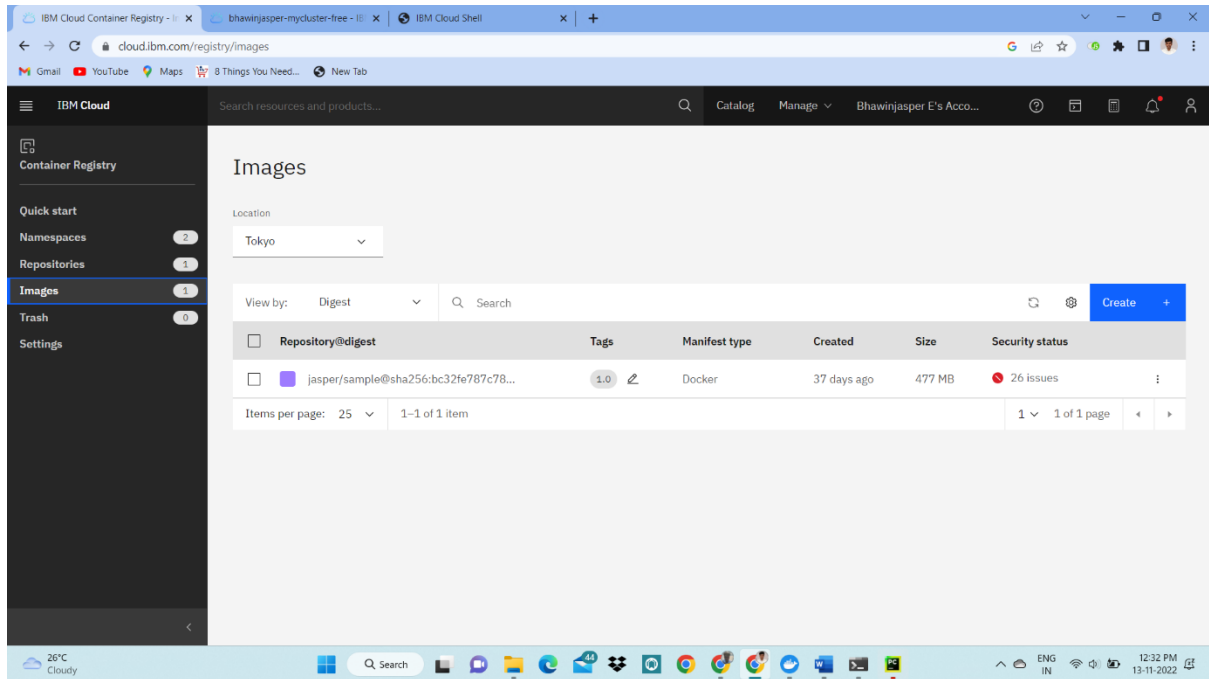 IBM Cloud Container Registry - I
bhawinjasper-mycluster-free - IB
IBM Cloud Shell
cloud.ibm.com/registry/images
Gmail YouTube Maps 8 Things You Need... New Tab
IBM Cloud
Search resources and products...
Catalog Manage Bhawinjasper E's Acco...
Container Registry
Quick start
Namespaces 2
Repositories 1
Images 1
Trash 0
Settings
Images
Location
Tokyo
View by: Digest Search Create +
Repository@digest Tags Manifest type Created Size Security status
jasper/sample@sha256:bc32fe787c78... 1.0 Docker 37 days ago 477 MB 26 issues
Items per page: 25 1–1 of 1 item 1 1 of 1 page
26°C
Cloudy
Search
44
ENG
IN
12:32 PM
13-11-2022